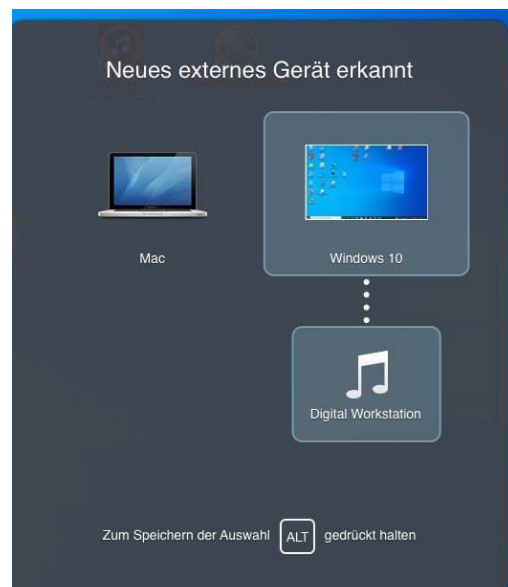 Neues externes Gerät erkannt
Mac
Windows 10
Digital Workstation
Zum Speichern der Auswahl ALT gedrückt halten